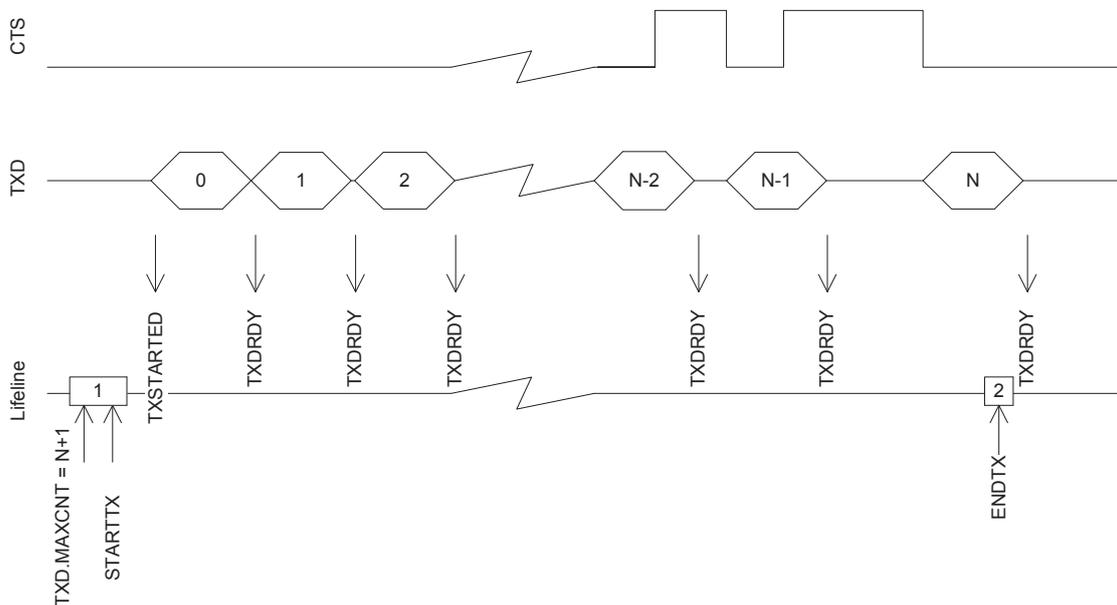 CTS
TXD
0
1
2
N-2
N-1
N
TXSTARTED
TXDRDY
TXDRDY
TXDRDY
TXDRDY
TXDRDY
TXDRDY
Lifeline
1
2
TXD.MAXCNT = N+1
STARTTX
ENDTX